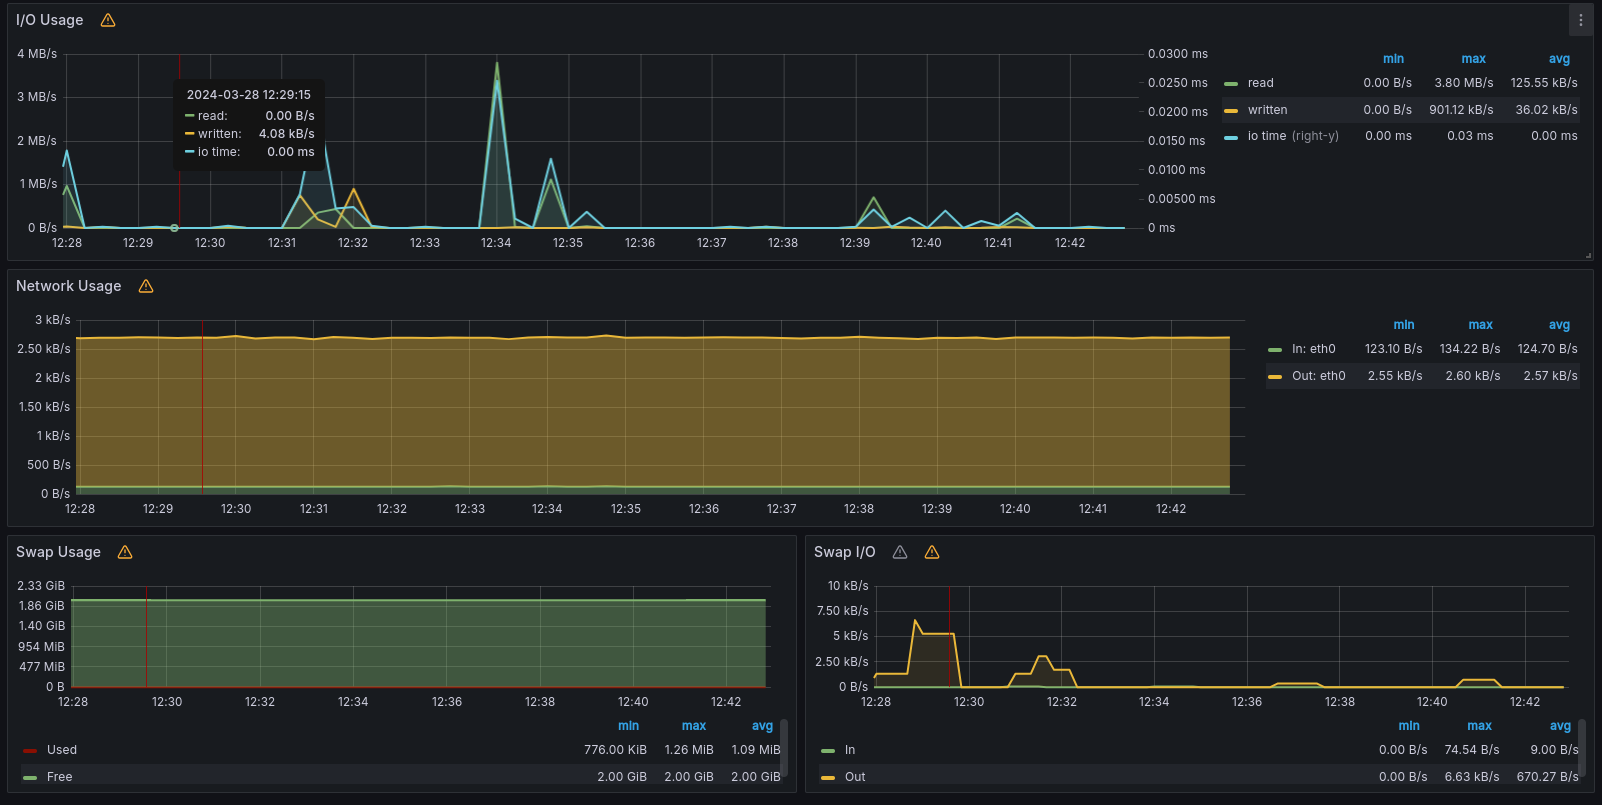 I/O Usage
4 MB/s
3 MB/s
2 MB/s
1 MB/s
0 B/s
0.0300 ms
0.0250 ms
0.0200 ms
0.0150 ms
0.0100 ms
0.00500 ms
0 ms
12:28 12:29 12:30 12:31 12:32 12:33 12:34 12:35 12:36 12:37 12:38 12:39 12:40 12:41 12:42
2024-03-28 12:29:15
read: 0.00 B/s
written: 4.08 kB/s
io time: 0.00 ms
min max avg
read 0.00 B/s 3.80 MB/s 125.55 kB/s
written 0.00 B/s 901.12 kB/s 36.02 kB/s
io time (right-y) 0.00 ms 0.03 ms 0.00 ms
Network Usage
3 kB/s
2.50 kB/s
2 kB/s
1.50 kB/s
1 kB/s
500 B/s
0 B/s
12:28 12:29 12:30 12:31 12:32 12:33 12:34 12:35 12:36 12:37 12:38 12:39 12:40 12:41 12:42
min max avg
In: eth0 123.10 B/s 134.22 B/s 124.70 B/s
Out: eth0 2.55 kB/s 2.60 kB/s 2.57 kB/s
Swap Usage
2.33 GiB
1.86 GiB
1.40 GiB
954 MiB
477 MiB
0 B
12:28 12:30 12:32 12:34 12:36 12:38 12:40 12:42
min max avg
Used 776.00 KiB 1.26 MiB 1.09 MiB
Free 2.00 GiB 2.00 GiB 2.00 GiB
Swap I/O
10 kB/s
7.50 kB/s
5 kB/s
2.50 kB/s
0 B/s
12:28 12:30 12:32 12:34 12:36 12:38 12:40 12:42
min max avg
In 0.00 B/s 74.54 B/s 9.00 B/s
Out 0.00 B/s 6.63 kB/s 670.27 B/s